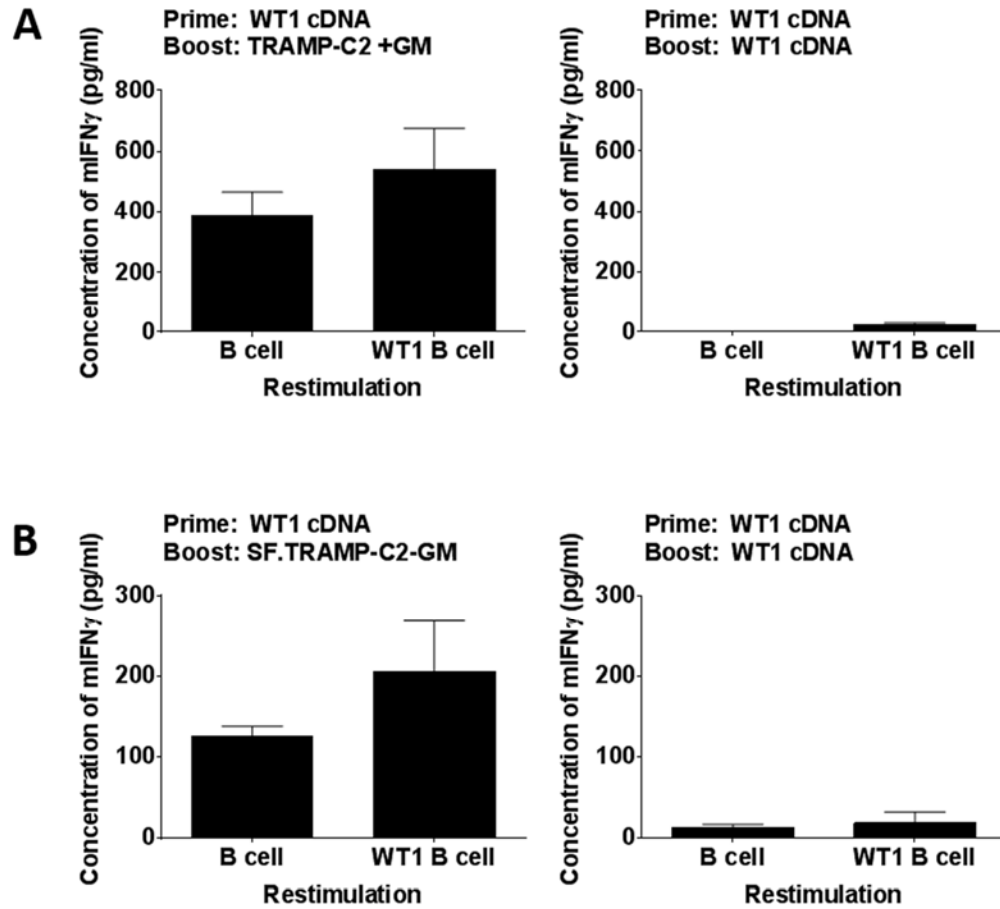 A
Prime: WT1 cDNA
Boost: TRAMP-C2 +GM
Concentration of mIFNγ (pg/ml)
800
600
400
200
0
B cell
WT1 B cell
Restimulation
Prime: WT1 cDNA
Boost: WT1 cDNA
Concentration of mIFNγ (pg/ml)
800
600
400
200
0
B cell
WT1 B cell
Restimulation
B
Prime: WT1 cDNA
Boost: SF.TRAMP-C2-GM
Concentration of mIFNγ (pg/ml)
300
200
100
0
B cell
WT1 B cell
Restimulation
Prime: WT1 cDNA
Boost: WT1 cDNA
Concentration of mIFNγ (pg/ml)
300
200
100
0
B cell
WT1 B cell
Restimulation